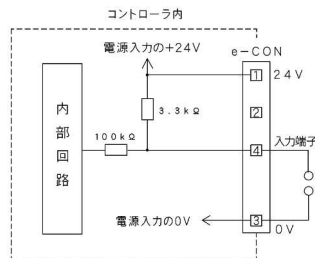 コントローラ内
電源入力の+24V
e-CON
1
24V
3.3kΩ
2
内部回路
100kΩ
4
入力端子
電源入力の0V
3
0V